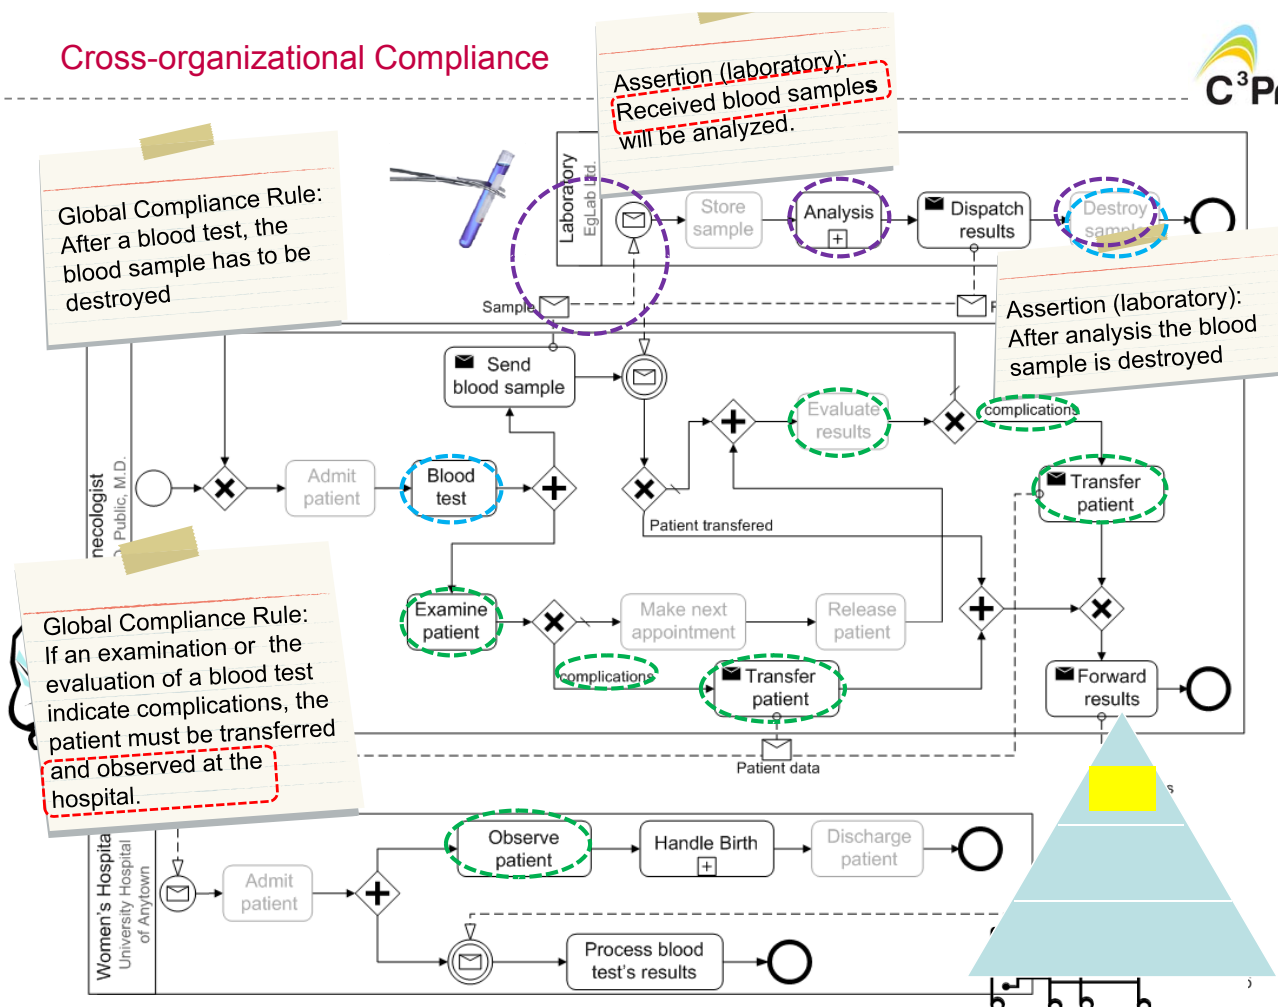 Cross-organizational Compliance
Assertion (laboratory):
Received blood samples
will be analyzed.
C³Pr
Global Compliance Rule:
After a blood test, the
blood sample has to be
destroyed
Laboratory
EgLab Ltd.
Store
sample
Analysis
Dispatch
results
Destroy
sample
Sample
Assertion (laboratory):
After analysis the blood
sample is destroyed
Send
blood sample
Evaluate
results
complications
Admit
patient
Blood
test
Transfer
patient
Public, M.D.
Patient transfered
Global Compliance Rule:
If an examination or the
evaluation of a blood test
indicate complications, the
patient must be transferred
and observed at the
hospital.
Examine
patient
Make next
appointment
Release
patient
complications
Transfer
patient
Forward
results
Patient data
Women's Hospital
University Hospital
of Anytown
Observe
patient
Handle Birth
Discharge
patient
Admit
patient
Process blood
test's results